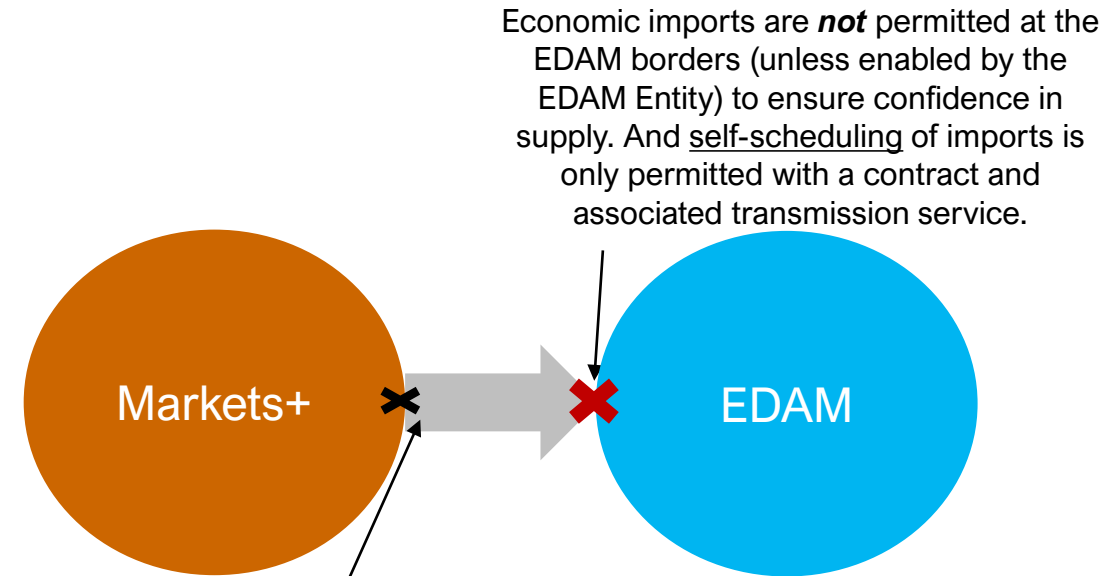 Economic imports are not permitted at the
EDAM borders (unless enabled by the
EDAM Entity) to ensure confidence in
supply. And self-scheduling of imports is
only permitted with a contract and
associated transmission service.
Markets+
EDAM